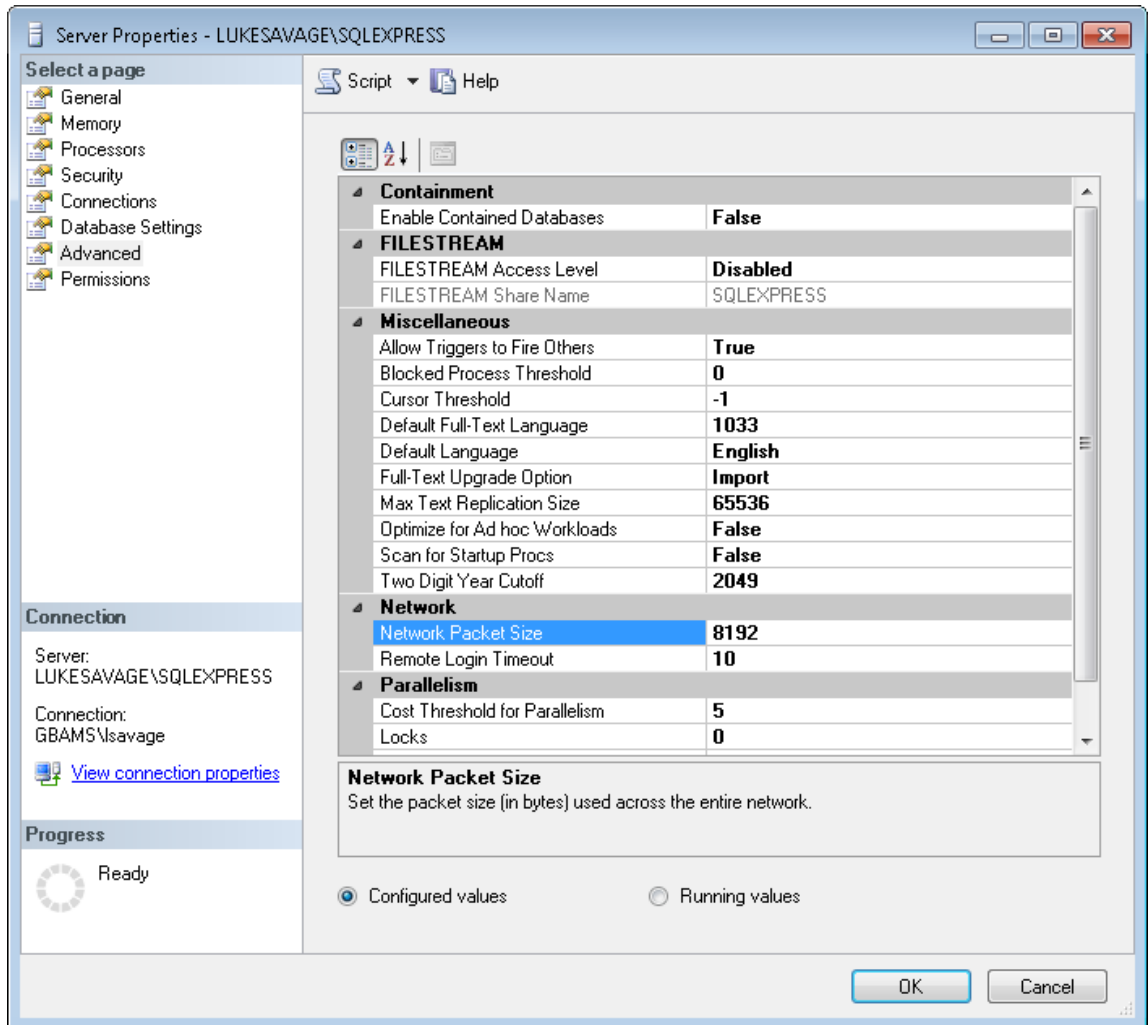 Server Properties - LUKESAVAGE\SQLEXPRESS
Select a page
General
Memory
Processors
Security
Connections
Database Settings
Advanced
Permissions
Connection
Server:
LUKESAVAGE\SQLEXPRESS
Connection:
GBAMS\lsavage
View connection properties
Progress
Ready
Script Help
Containment
Enable Contained Databases False
FILESTREAM
FILESTREAM Access Level Disabled
FILESTREAM Share Name SQLEXPRESS
Miscellaneous
Allow Triggers to Fire Others True
Blocked Process Threshold 0
Cursor Threshold -1
Default Full-Text Language 1033
Default Language English
Full-Text Upgrade Option Import
Max Text Replication Size 65536
Optimize for Ad hoc Workloads False
Scan for Startup Procs False
Two Digit Year Cutoff 2049
Network
Network Packet Size 8192
Remote Login Timeout 10
Parallelism
Cost Threshold for Parallelism 5
Locks 0
Network Packet Size
Set the packet size (in bytes) used across the entire network.
Configured values Running values
OK Cancel